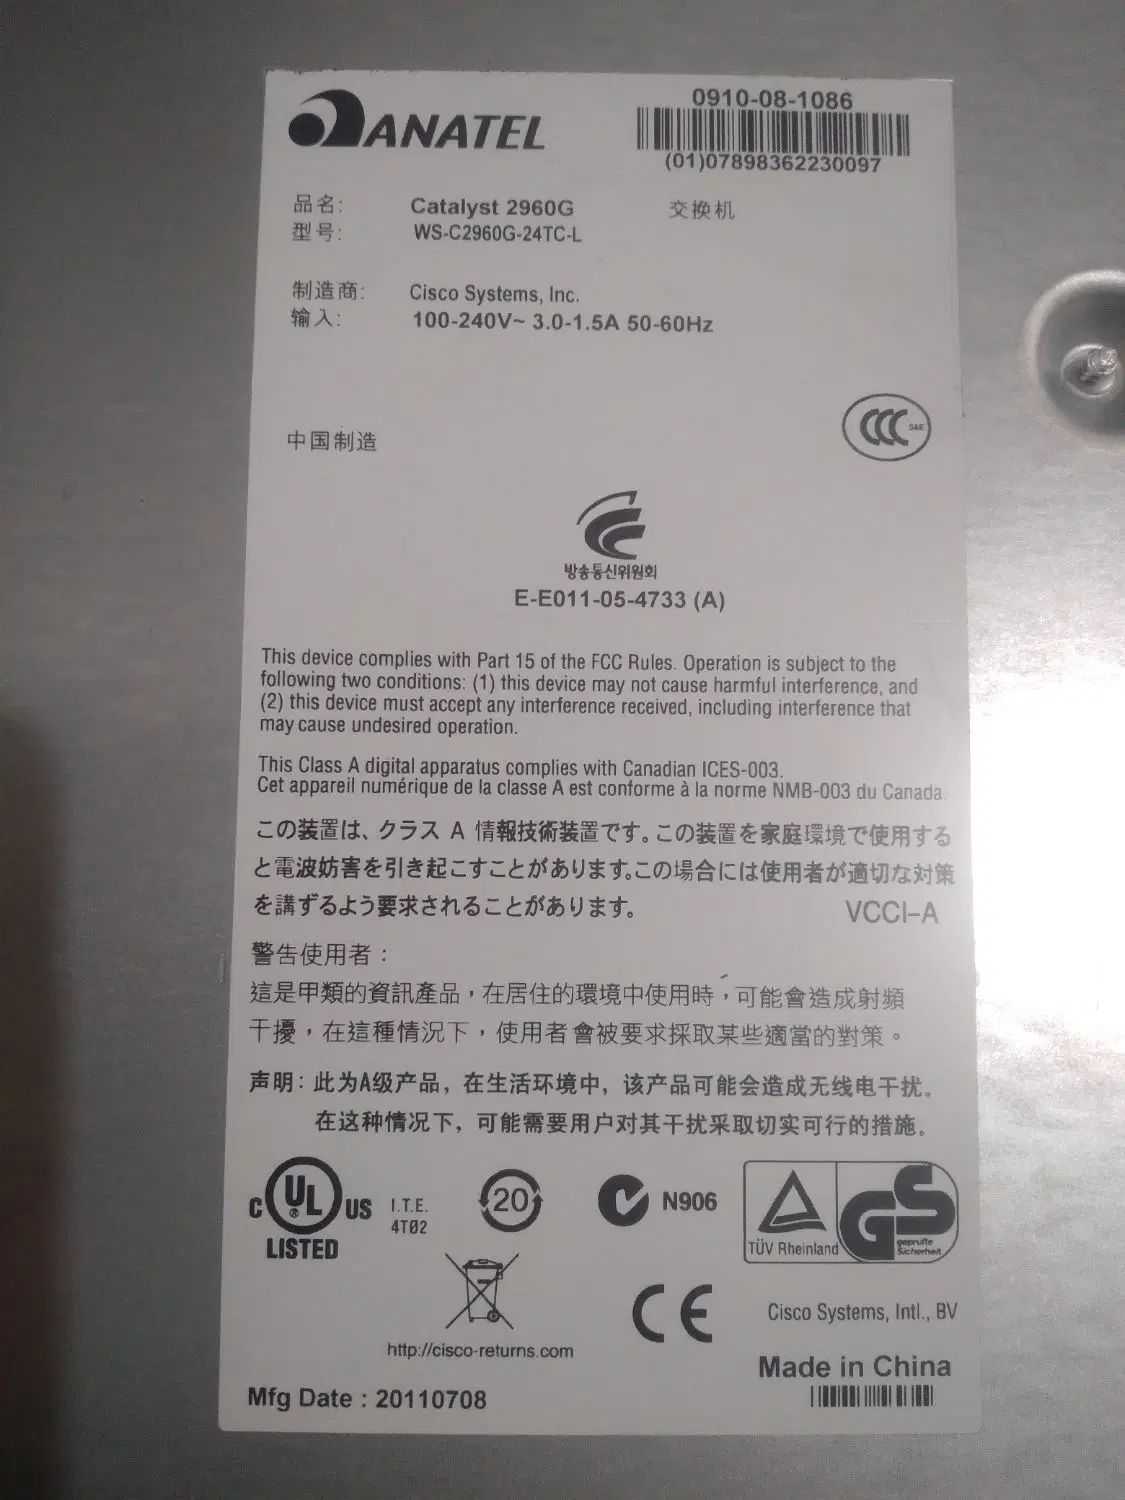 ANATEL
0910-08-1086
(01)07898362230097
品名: Catalyst 2960G 交换机
型号: WS-C2960G-24TC-L
制造商: Cisco Systems, Inc.
输入: 100-240V~ 3.0-1.5A 50-60Hz
中国制造
CCC S&E
방송통신위원회
E-E011-05-4733 (A)
This device complies with Part 15 of the FCC Rules. Operation is subject to the
following two conditions: (1) this device may not cause harmful interference, and
(2) this device must accept any interference received, including interference that
may cause undesired operation.
This Class A digital apparatus complies with Canadian ICES-003.
Cet appareil numérique de la classe A est conforme à la norme NMB-003 du Canada.
この装置は、クラス A 情報技術装置です。この装置を家庭環境で使用する
と電波妨害を引き起こすことがあります。この場合には使用者が適切な対策
を講ずるよう要求されることがあります。 VCCI-A
警告使用者：
這是甲類的資訊產品，在居住的環境中使用時，可能會造成射頻
干擾，在這種情況下，使用者會被要求採取某些適當的對策。
声明：此为A级产品，在生活环境中，该产品可能会造成无线电干扰。
在这种情况下，可能需要用户对其干扰采取切实可行的措施。
C UL US ®
LISTED
I.T.E.
4T02
20
N906
TÜV Rheinland
GS
geprüfte
Sicherheit
CE
Cisco Systems, Intl., BV
http://cisco-returns.com
Made in China
Mfg Date : 20110708